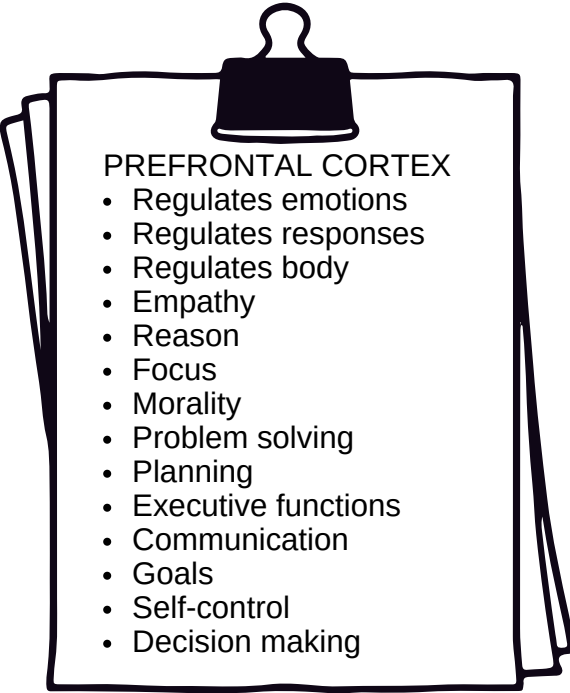 PREFRONTAL CORTEX
• Regulates emotions
• Regulates responses
• Regulates body
• Empathy
• Reason
• Focus
• Morality
• Problem solving
• Planning
• Executive functions
• Communication
• Goals
• Self-control
• Decision making